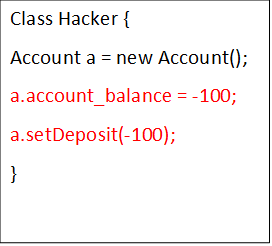 Class Hacker {
Account a = new Account();
a.account_balance = -100;
a.setDeposit(-100);
}